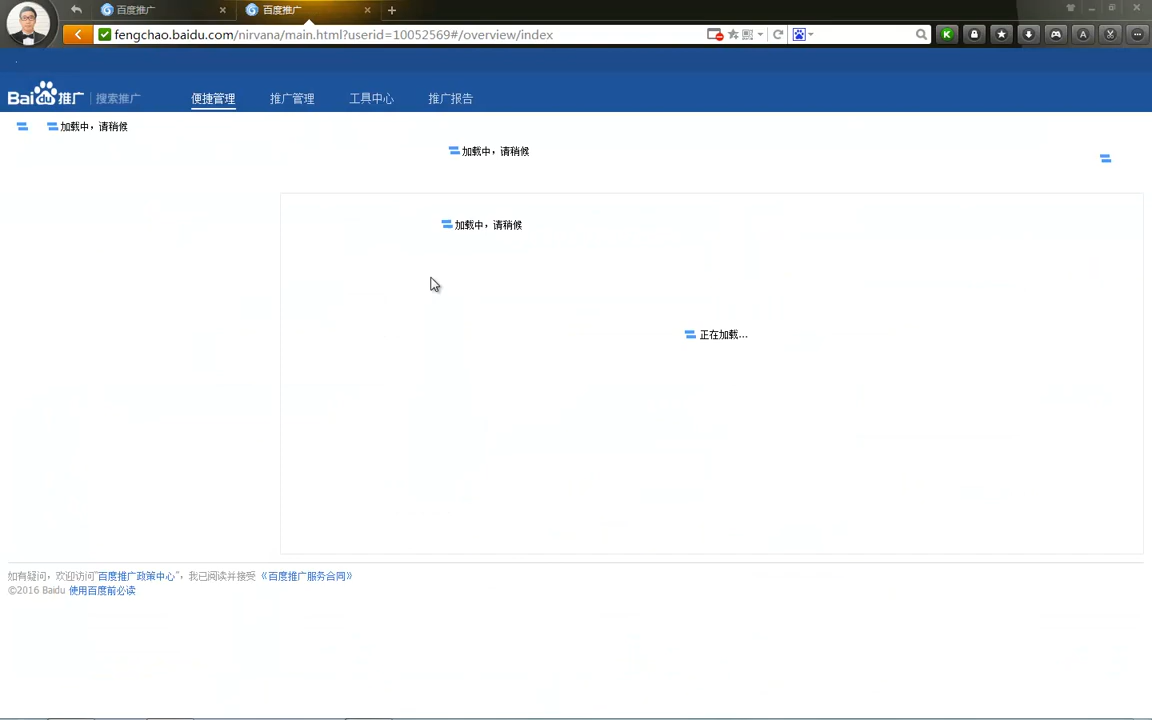 百度推广
百度推广
fengchao.baidu.com/nirvana/main.html?userid=10052569#/overview/index
Bai du 推广 | 搜索推广
便捷管理
推广管理
工具中心
推广报告
加载中，请稍候
加载中，请稍候
加载中，请稍候
正在加载...
如有疑问，欢迎访问"百度推广政策中心"，我已阅读并接受《百度推广服务合同》
©2016 Baidu 使用百度前必读